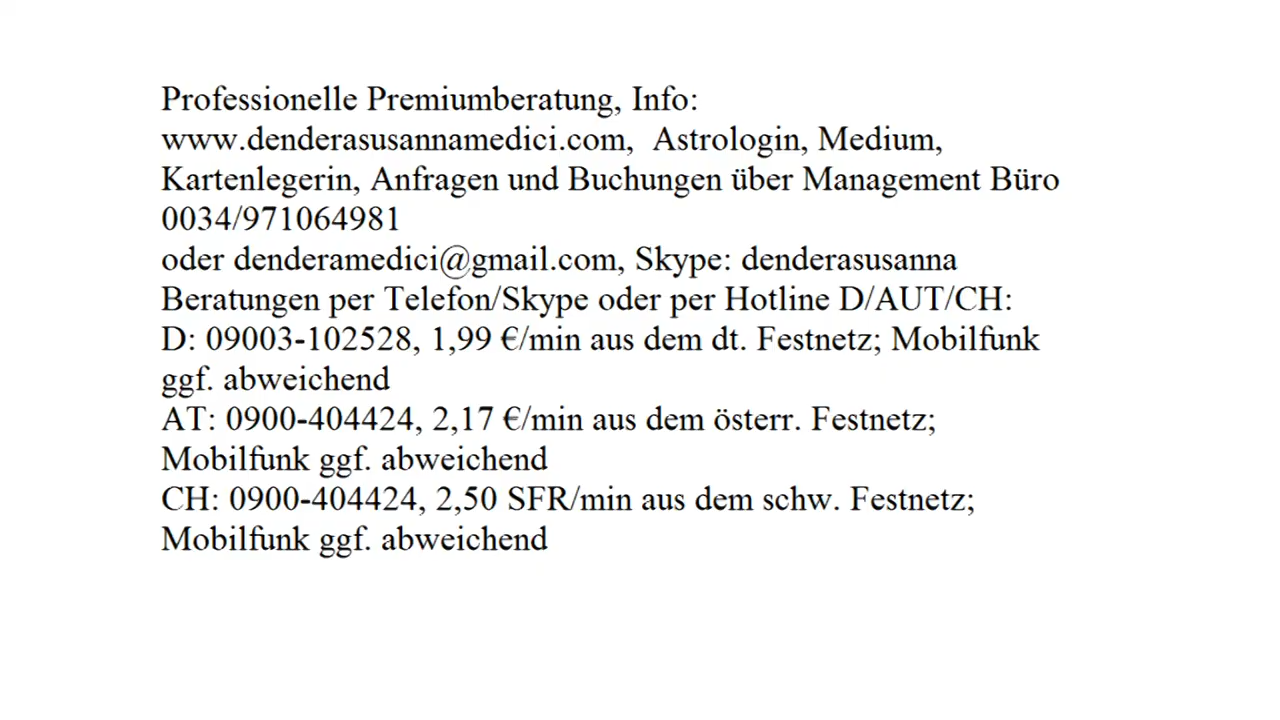 Professionelle Premiumberatung, Info:
www.denderasusannamedici.com,  Astrologin, Medium,
Kartenlegerin, Anfragen und Buchungen über Management Büro
0034/971064981
oder denderamedici@gmail.com, Skype: denderasusanna
Beratungen per Telefon/Skype oder per Hotline D/AUT/CH:
D: 09003-102528, 1,99 €/min aus dem dt. Festnetz; Mobilfunk
ggf. abweichend
AT: 0900-404424, 2,17 €/min aus dem österr. Festnetz;
Mobilfunk ggf. abweichend
CH: 0900-404424, 2,50 SFR/min aus dem schw. Festnetz;
Mobilfunk ggf. abweichend